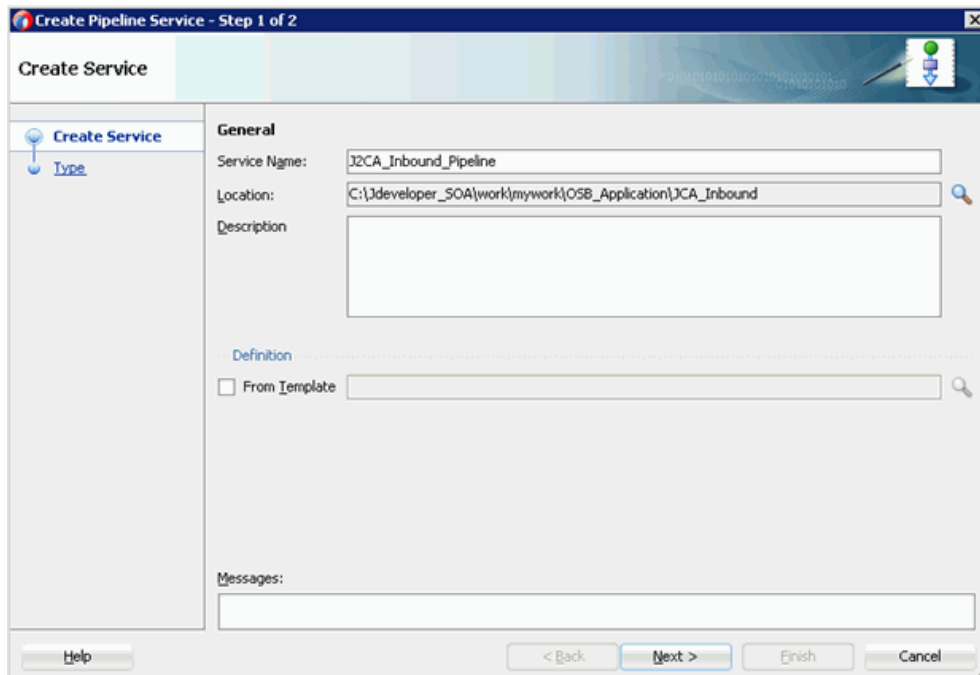 Create Pipeline Service - Step 1 of 2
Create Service
Create Service
Type
General
Service Name: J2CA_Inbound_Pipeline
Location: C:\Jdeveloper_SOA\work\mywork\OSB_Application\JCA_Inbound
Description
Definition
From Template
Messages:
Help < Back Next > Finish Cancel